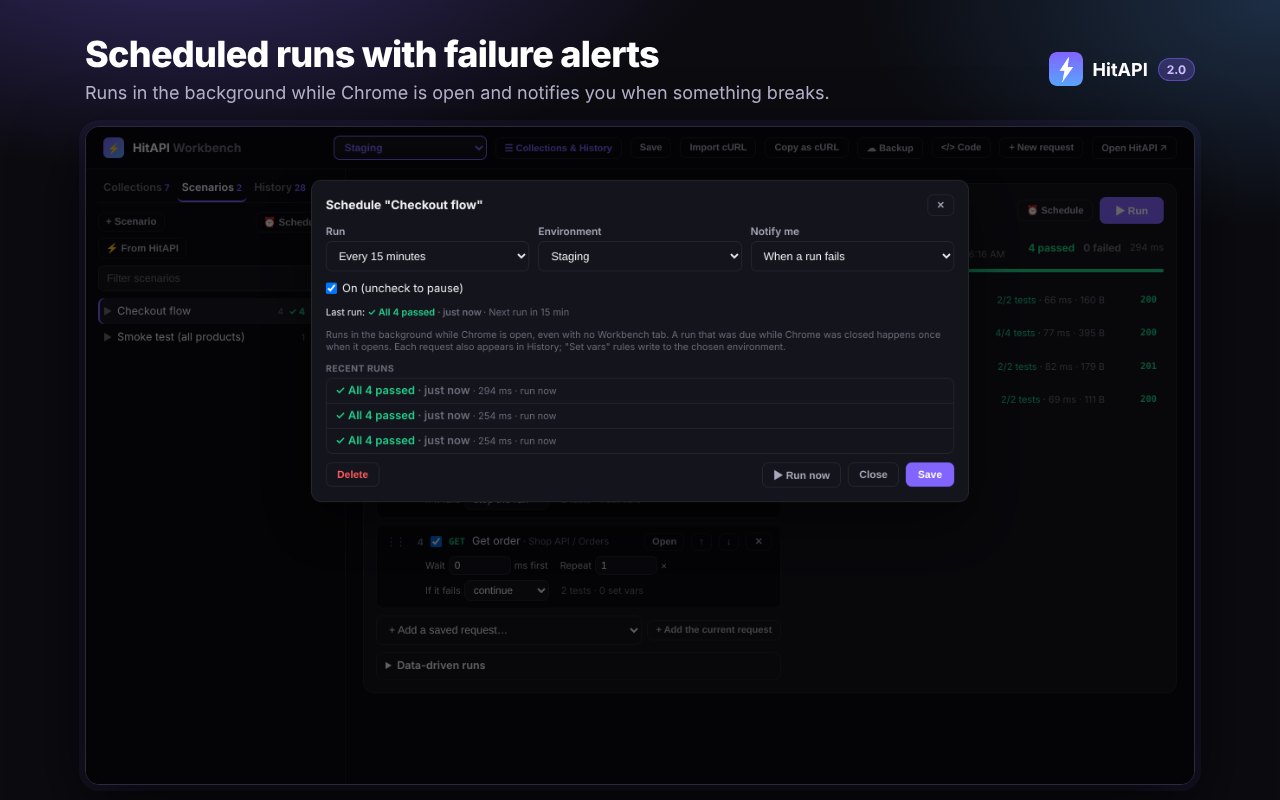 Scheduled runs with failure alerts
Runs in the background while Chrome is open and notifies you when something breaks.
HitAPI 2.0
HitAPI Workbench
Staging
☰ Collections & History
Save
Import cURL
Copy as cURL
☁ Backup
</> Code
+ New request
Open HitAPI ↗
Collections 7
Scenarios 2
History 28
+ Scenario
⏰ Schedu
⚡ From HitAPI
Filter scenarios
▶ Checkout flow 4 ✓ 4
▶ Smoke test (all products)
Schedule "Checkout flow"
×
Run
Environment
Notify me
Every 15 minutes
Staging
When a run fails
On (uncheck to pause)
Last run: ✓ All 4 passed · just now · Next run in 15 min
Runs in the background while Chrome is open, even with no Workbench tab. A run that was due while Chrome was closed happens once
when it opens. Each request also appears in History; "Set vars" rules write to the chosen environment.
RECENT RUNS
✓ All 4 passed · just now · 294 ms · run now
✓ All 4 passed · just now · 254 ms · run now
✓ All 4 passed · just now · 254 ms · run now
Delete
▶ Run now
Close
Save
⏰ Schedule
▶ Run
6:16 AM
4 passed 0 failed 294 ms
2/2 tests · 66 ms · 160 B 200
4/4 tests · 77 ms · 395 B 200
2/2 tests · 82 ms · 179 B 201
2/2 tests · 69 ms · 111 B 200
4 GET Get order · Shop API / Orders
Open ↑ ↓ ✕
Wait 0 ms first Repeat 1 ×
If it fails continue 2 tests · 0 set vars
+ Add a saved request…
+ Add the current request
▶ Data-driven runs